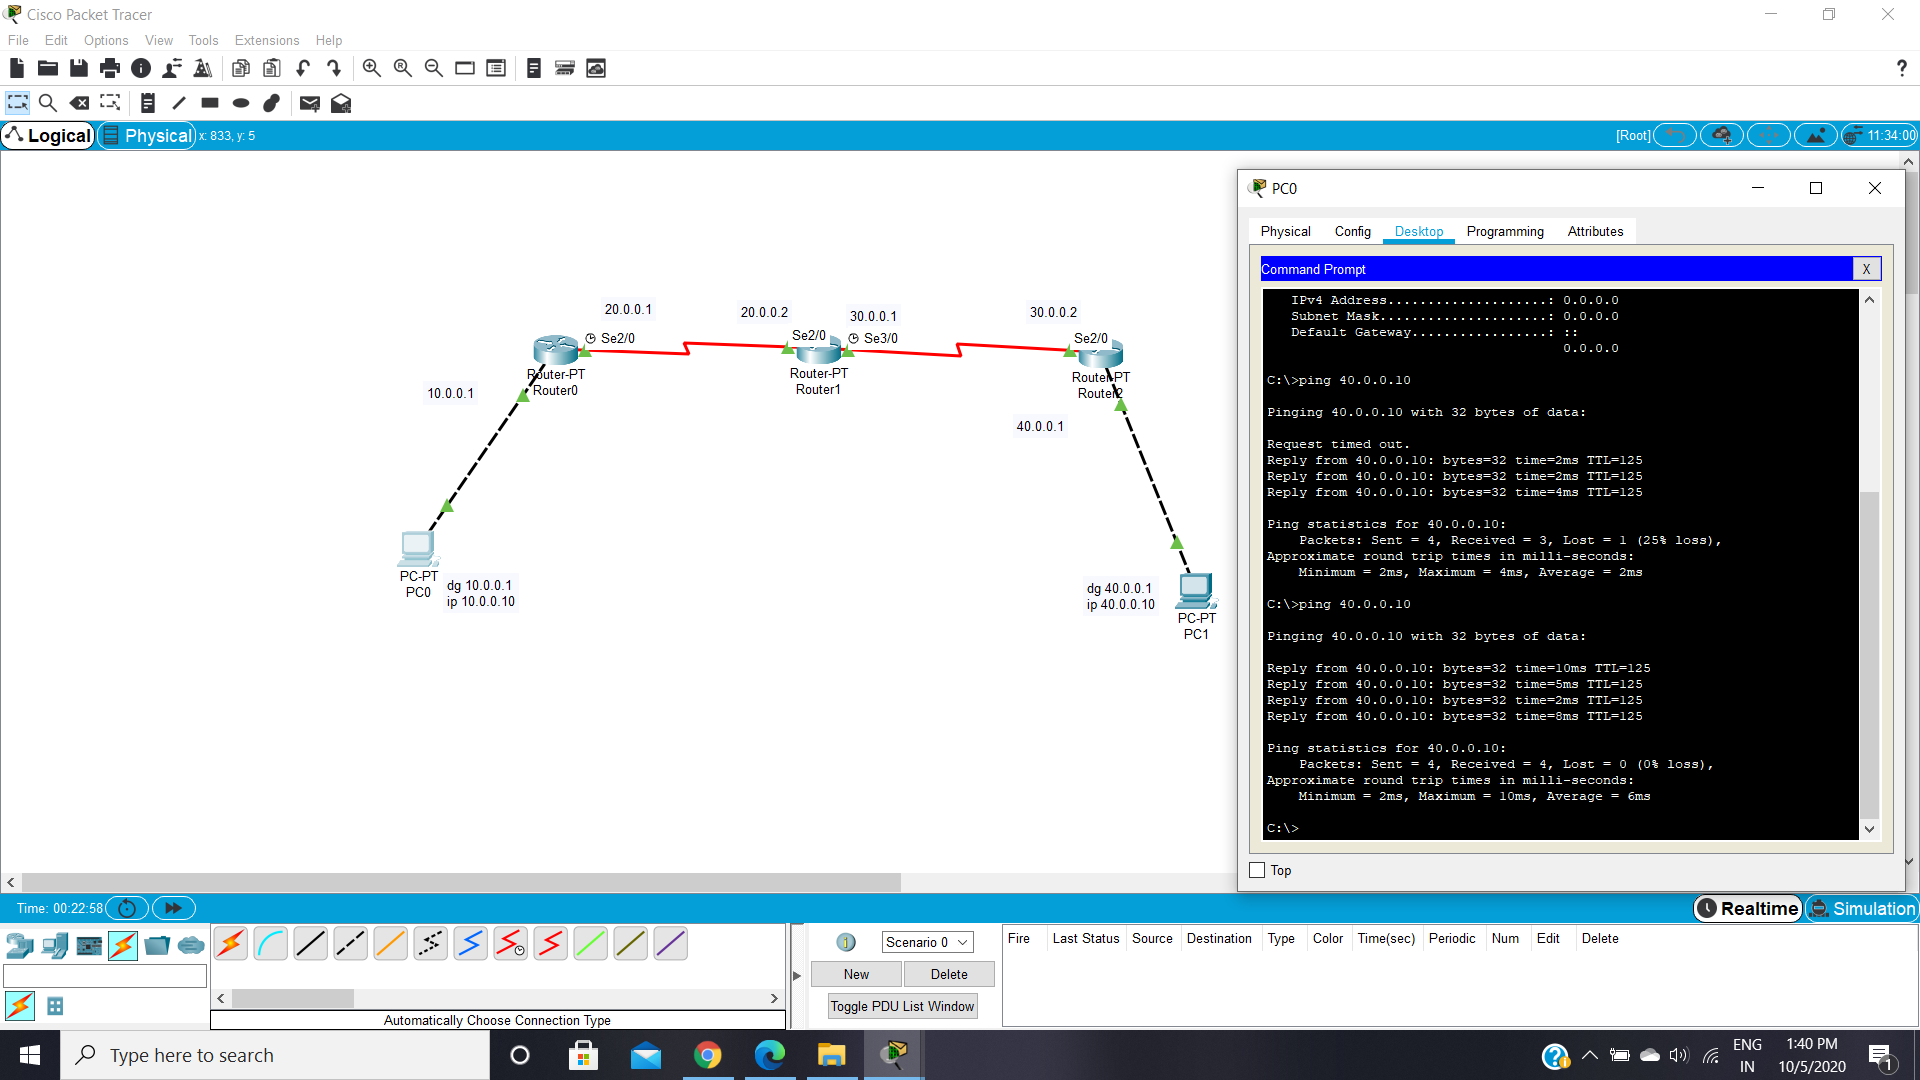 Cisco Packet Tracer
File Edit Options View Tools Extensions Help
?
Logical Physical x: 833, y: 5
[Root] 11:34:00
20.0.0.1
20.0.0.2
30.0.0.1
30.0.0.2
Se2/0
Se2/0
Se3/0
Se2/0
Router-PT
Router0
Router-PT
Router1
Router-PT
Router2
10.0.0.1
40.0.0.1
PC-PT
PC0
dg 10.0.0.1
ip 10.0.0.10
dg 40.0.0.1
ip 40.0.0.10
PC-PT
PC1
PC0
Physical Config Desktop Programming Attributes
Command Prompt X
IPv4 Address....................: 0.0.0.0
Subnet Mask.....................: 0.0.0.0
Default Gateway.................: ::
0.0.0.0
C:\>ping 40.0.0.10
Pinging 40.0.0.10 with 32 bytes of data:
Request timed out.
Reply from 40.0.0.10: bytes=32 time=2ms TTL=125
Reply from 40.0.0.10: bytes=32 time=2ms TTL=125
Reply from 40.0.0.10: bytes=32 time=4ms TTL=125
Ping statistics for 40.0.0.10:
Packets: Sent = 4, Received = 3, Lost = 1 (25% loss),
Approximate round trip times in milli-seconds:
Minimum = 2ms, Maximum = 4ms, Average = 2ms
C:\>ping 40.0.0.10
Pinging 40.0.0.10 with 32 bytes of data:
Reply from 40.0.0.10: bytes=32 time=10ms TTL=125
Reply from 40.0.0.10: bytes=32 time=5ms TTL=125
Reply from 40.0.0.10: bytes=32 time=2ms TTL=125
Reply from 40.0.0.10: bytes=32 time=8ms TTL=125
Ping statistics for 40.0.0.10:
Packets: Sent = 4, Received = 4, Lost = 0 (0% loss),
Approximate round trip times in milli-seconds:
Minimum = 2ms, Maximum = 10ms, Average = 6ms
C:\>
Top
Time: 00:22:58
Realtime Simulation
Scenario 0
New Delete
Toggle PDU List Window
Fire Last Status Source Destination Type Color Time(sec) Periodic Num Edit Delete
Automatically Choose Connection Type
Type here to search
ENG
IN
1:40 PM
10/5/2020
1